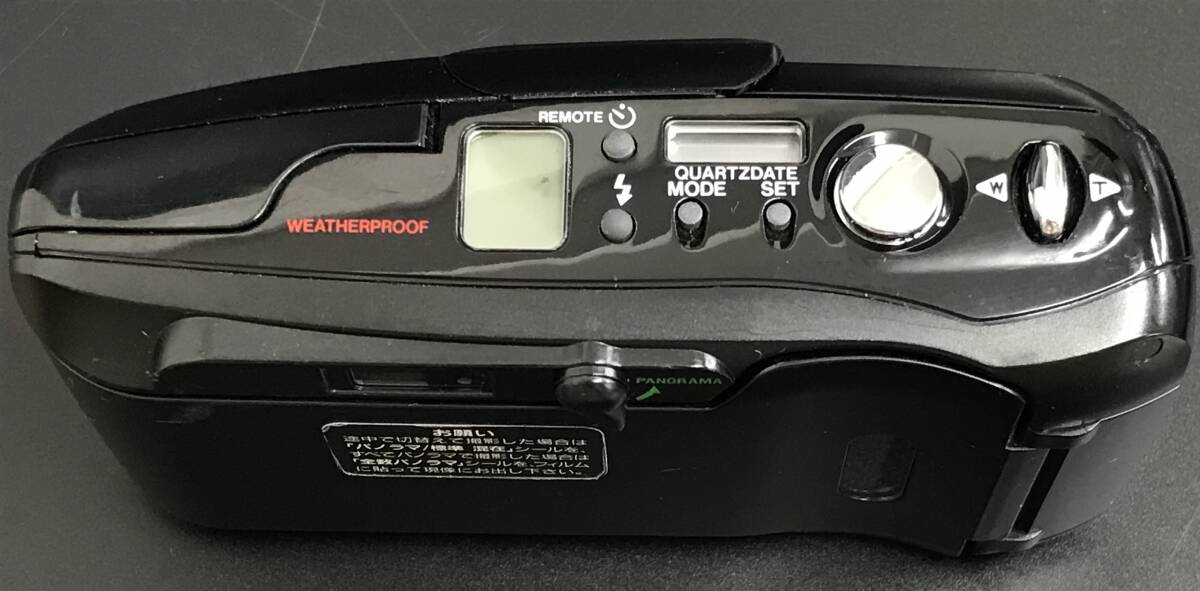 REMOTE
QUARTZDATE
MODE SET
W T
WEATHERPROOF
PANORAMA
お願い
途中で切替えて撮影した場合は
「パノラマ/標準 混在」シールを、
すべてパノラマで撮影した場合は
「全数パノラマ」シールを、フィルム
に貼って現像にお出し下さい。